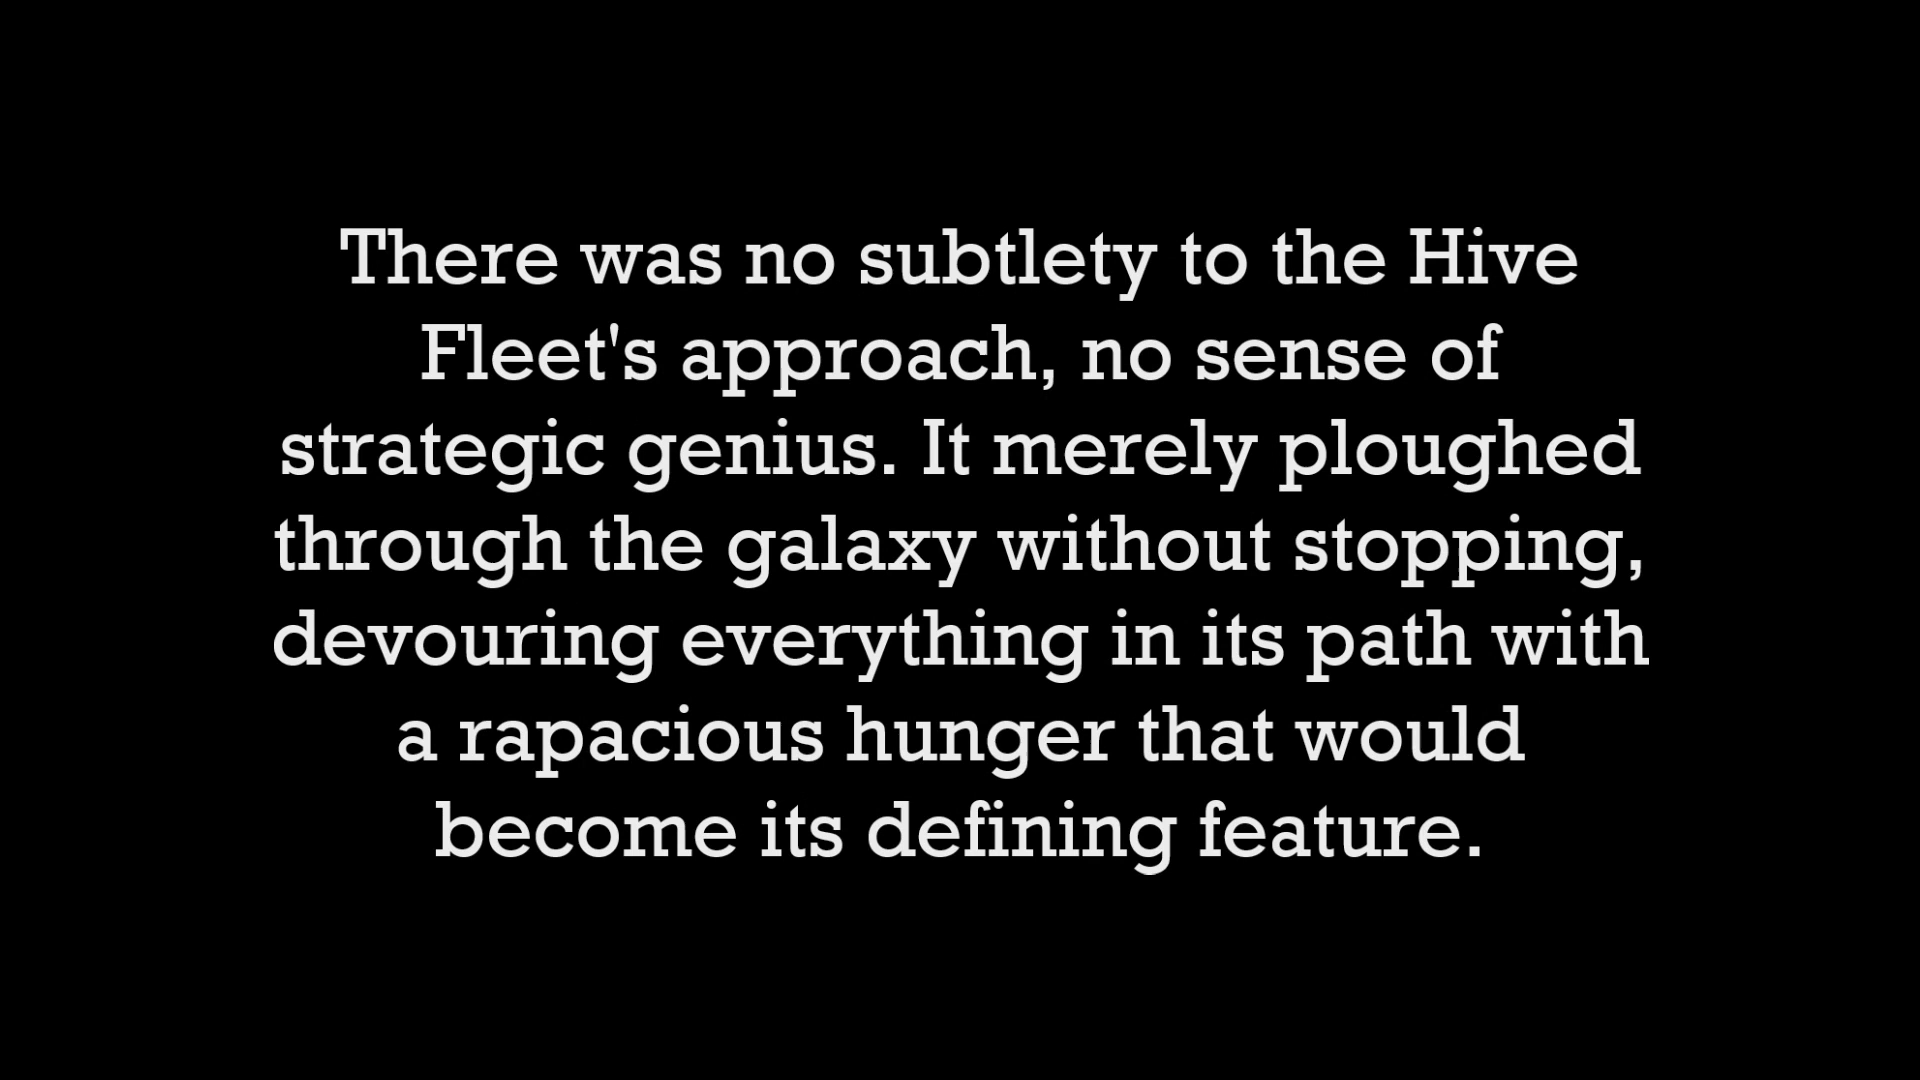 There was no subtlety to the Hive
Fleet's approach, no sense of
strategic genius. It merely ploughed
through the galaxy without stopping,
devouring everything in its path with
a rapacious hunger that would
become its defining feature.